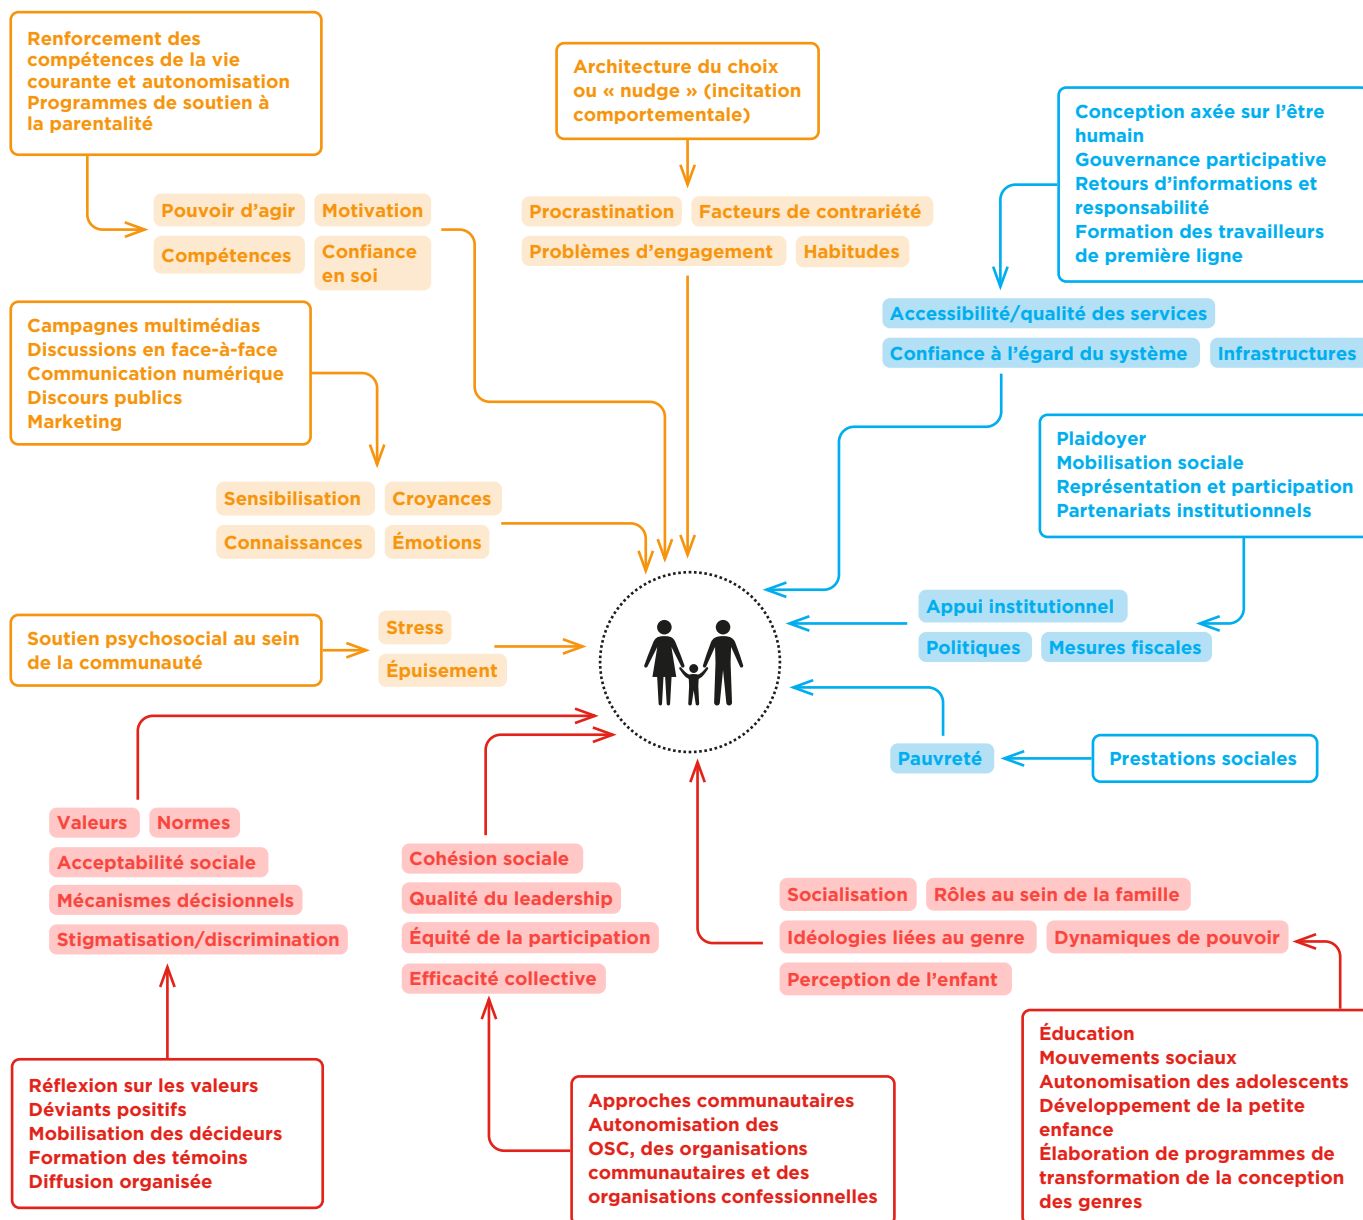 Renforcement des
compétences de la vie
courante et autonomisation
Programmes de soutien à
la parentalité
Architecture du choix
ou « nudge » (incitation
comportementale)
Conception axée sur l'être
humain
Gouvernance participative
Retours d'informations et
responsabilité
Formation des travailleurs
de première ligne
Pouvoir d'agir
Motivation
Compétences
Confiance
en soi
Procrastination
Facteurs de contrariété
Problèmes d'engagement
Habitudes
Accessibilité/qualité des services
Confiance à l'égard du système
Infrastructures
Campagnes multimédias
Discussions en face-à-face
Communication numérique
Discours publics
Marketing
Plaidoyer
Mobilisation sociale
Représentation et participation
Partenariats institutionnels
Sensibilisation
Croyances
Connaissances
Émotions
Appui institutionnel
Politiques
Mesures fiscales
Soutien psychosocial au sein
de la communauté
Stress
Épuisement
Pauvreté
Prestations sociales
Valeurs
Normes
Acceptabilité sociale
Mécanismes décisionnels
Stigmatisation/discrimination
Cohésion sociale
Qualité du leadership
Équité de la participation
Efficacité collective
Socialisation
Rôles au sein de la famille
Idéologies liées au genre
Dynamiques de pouvoir
Perception de l'enfant
Réflexion sur les valeurs
Déviants positifs
Mobilisation des décideurs
Formation des témoins
Diffusion organisée
Approches communautaires
Autonomisation des
OSC, des organisations
communautaires et des
organisations confessionnelles
Éducation
Mouvements sociaux
Autonomisation des adolescents
Développement de la petite
enfance
Élaboration de programmes de
transformation de la conception
des genres